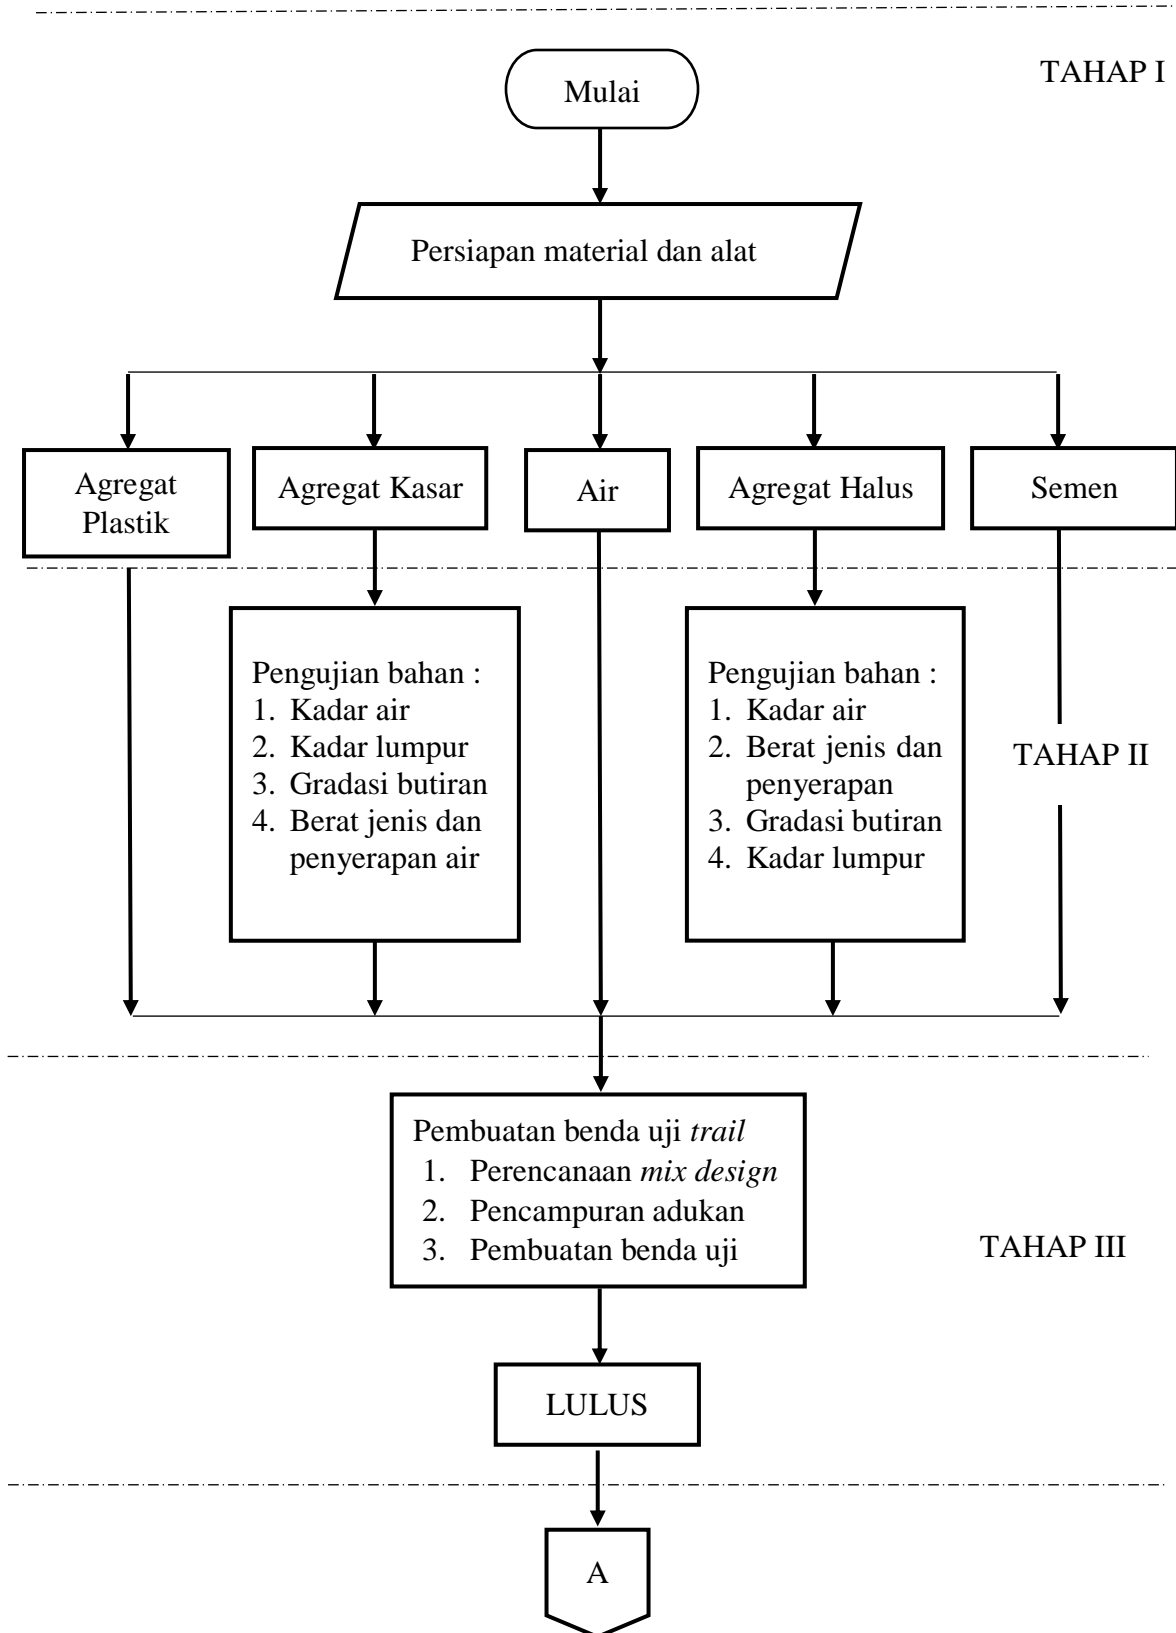 TAHAP I
Mulai
Persiapan material dan alat
Agregat
Plastik
Agregat Kasar
Air
Agregat Halus
Semen
Pengujian bahan :
1. Kadar air
2. Kadar lumpur
3. Gradasi butiran
4. Berat jenis dan
penyerapan air
Pengujian bahan :
1. Kadar air
2. Berat jenis dan
penyerapan
3. Gradasi butiran
4. Kadar lumpur
TAHAP II
Pembuatan benda uji trail
1. Perencanaan mix design
2. Pencampuran adukan
3. Pembuatan benda uji
TAHAP III
LULUS
A